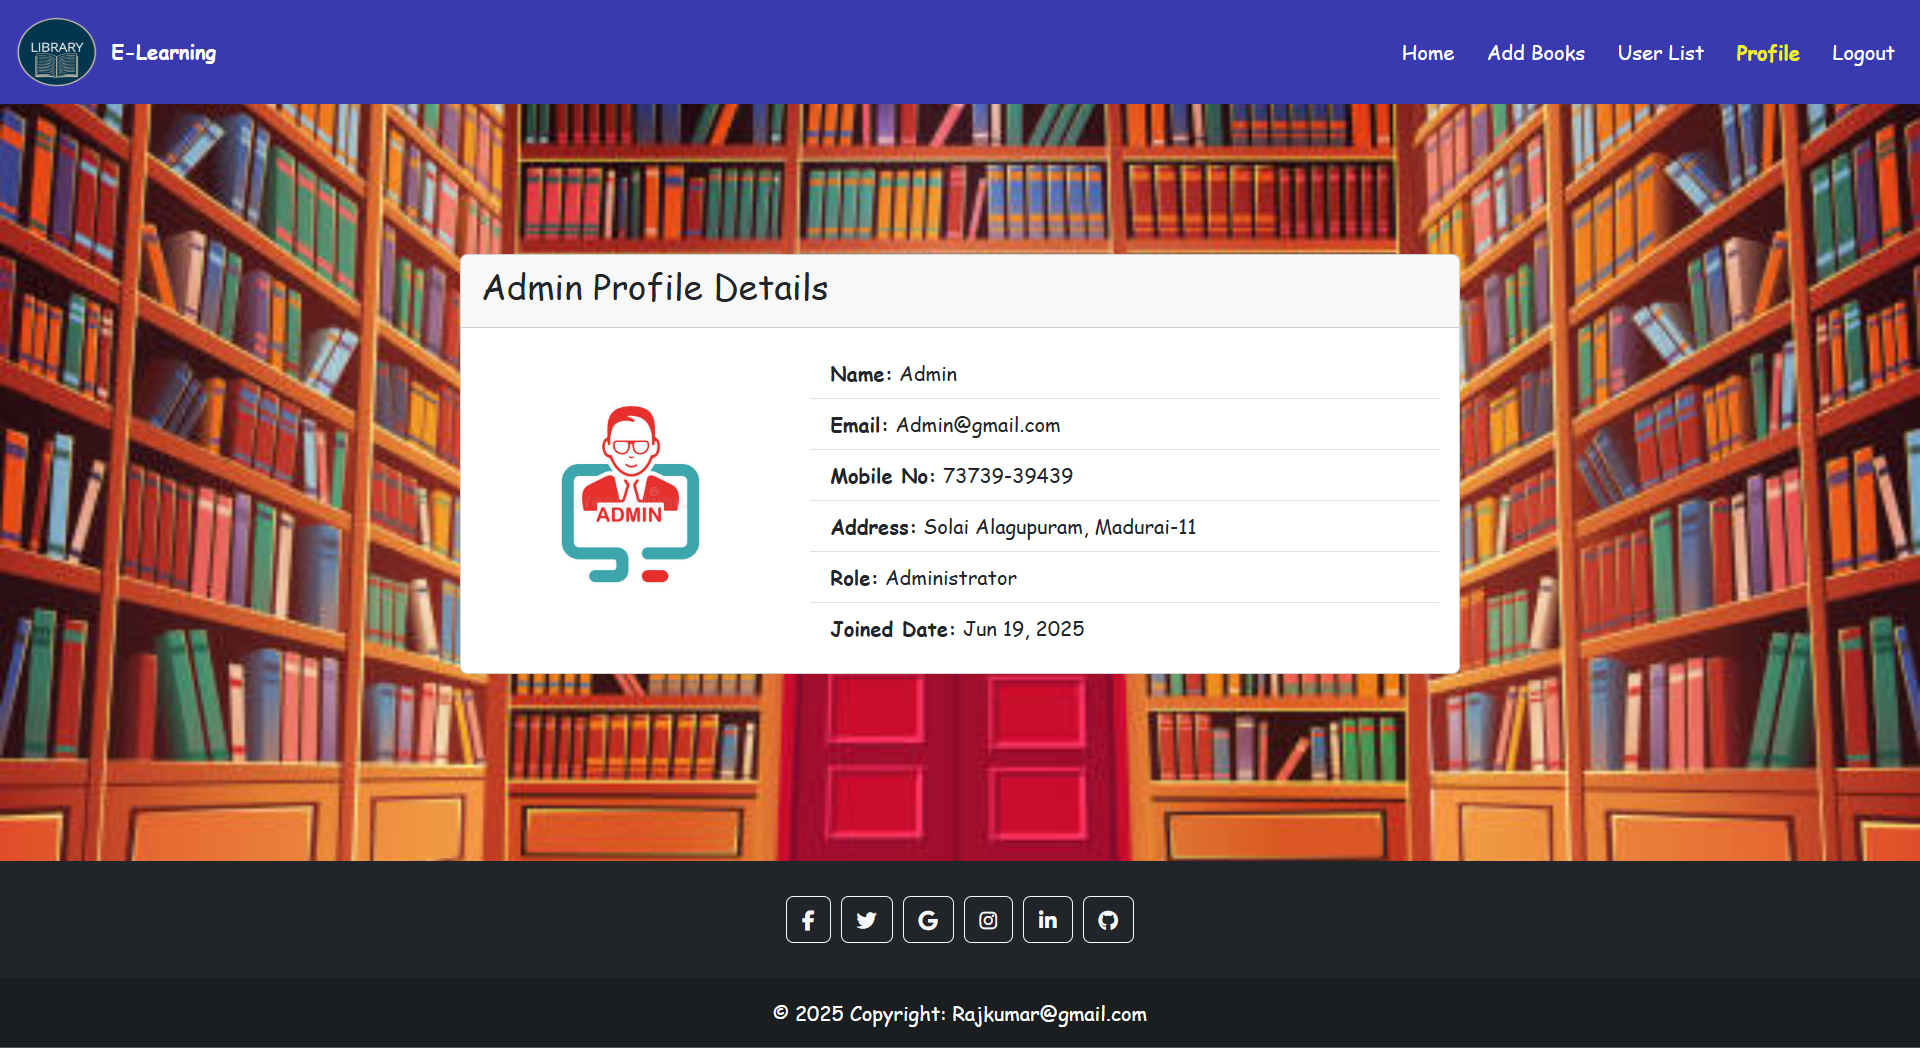 LIBRARY
E-Learning
Home
Add Books
User List
Profile
Logout
Admin Profile Details
ADMIN
Name: Admin
Email: Admin@gmail.com
Mobile No: 73739-39439
Address: Solai Alagupuram, Madurai-11
Role: Administrator
Joined Date: Jun 19, 2025
© 2025 Copyright: Rajkumar@gmail.com